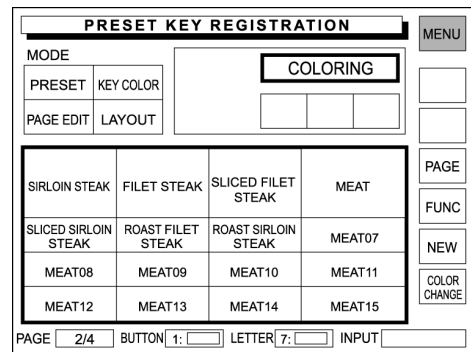 PRESET KEY REGISTRATION
MENU
MODE
COLORING
PRESET KEY COLOR
PAGE EDIT LAYOUT
PAGE
FUNC
NEW
COLOR
CHANGE
SIRLOIN STEAK
FILET STEAK
SLICED FILET
STEAK
MEAT
SLICED SIRLOIN
STEAK
ROAST FILET
STEAK
ROAST SIRLOIN
STEAK
MEAT07
MEAT08 MEAT09 MEAT10 MEAT11
MEAT12 MEAT13 MEAT14 MEAT15
PAGE 2/4 BUTTON 1: LETTER 7: INPUT